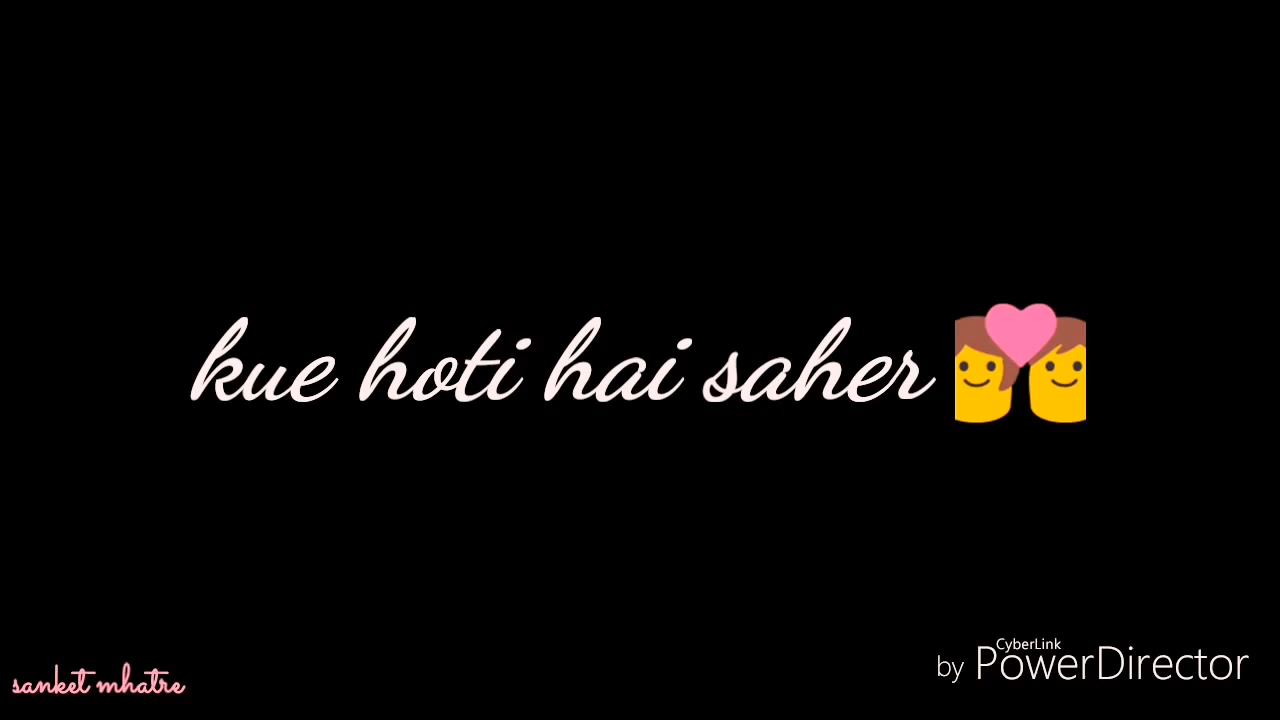 kue hoti hai saher 💑
sanket mhatre
CyberLink
by PowerDirector